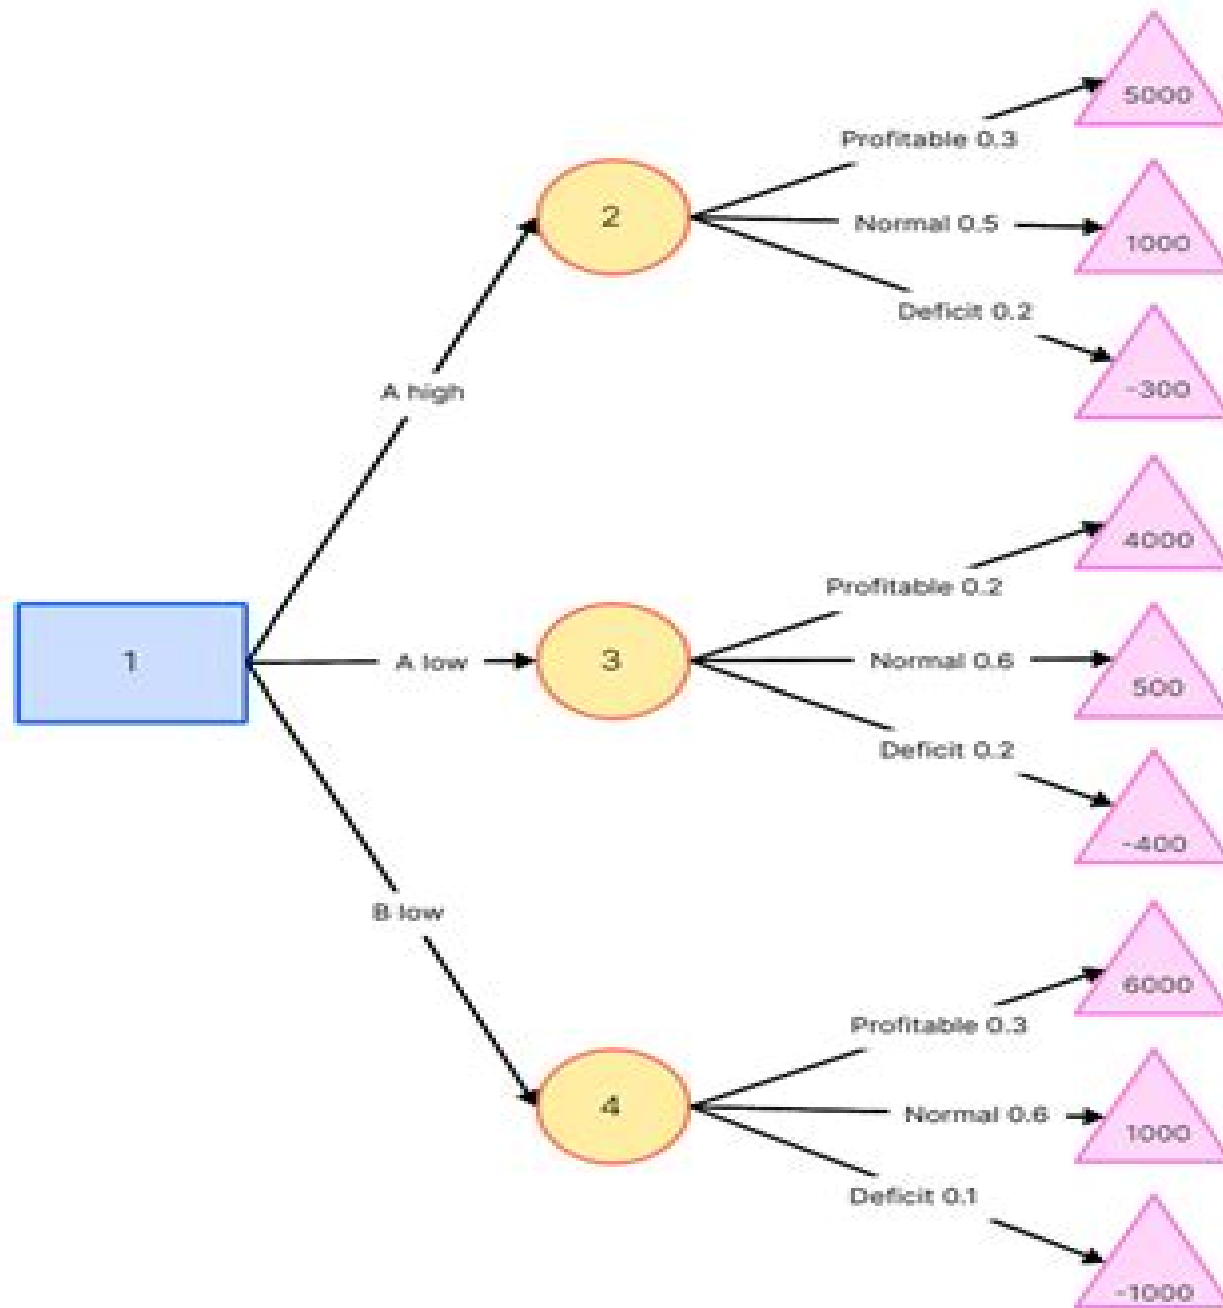 5000
Profitable 0.3
2
Normal 0.5
1000
Deficit 0.2
-300
A high
4000
Profitable 0.2
1
A low
3
Normal 0.6
500
Deficit 0.2
-400
B low
6000
Profitable 0.3
4
Normal 0.6
1000
Deficit 0.1
-1000